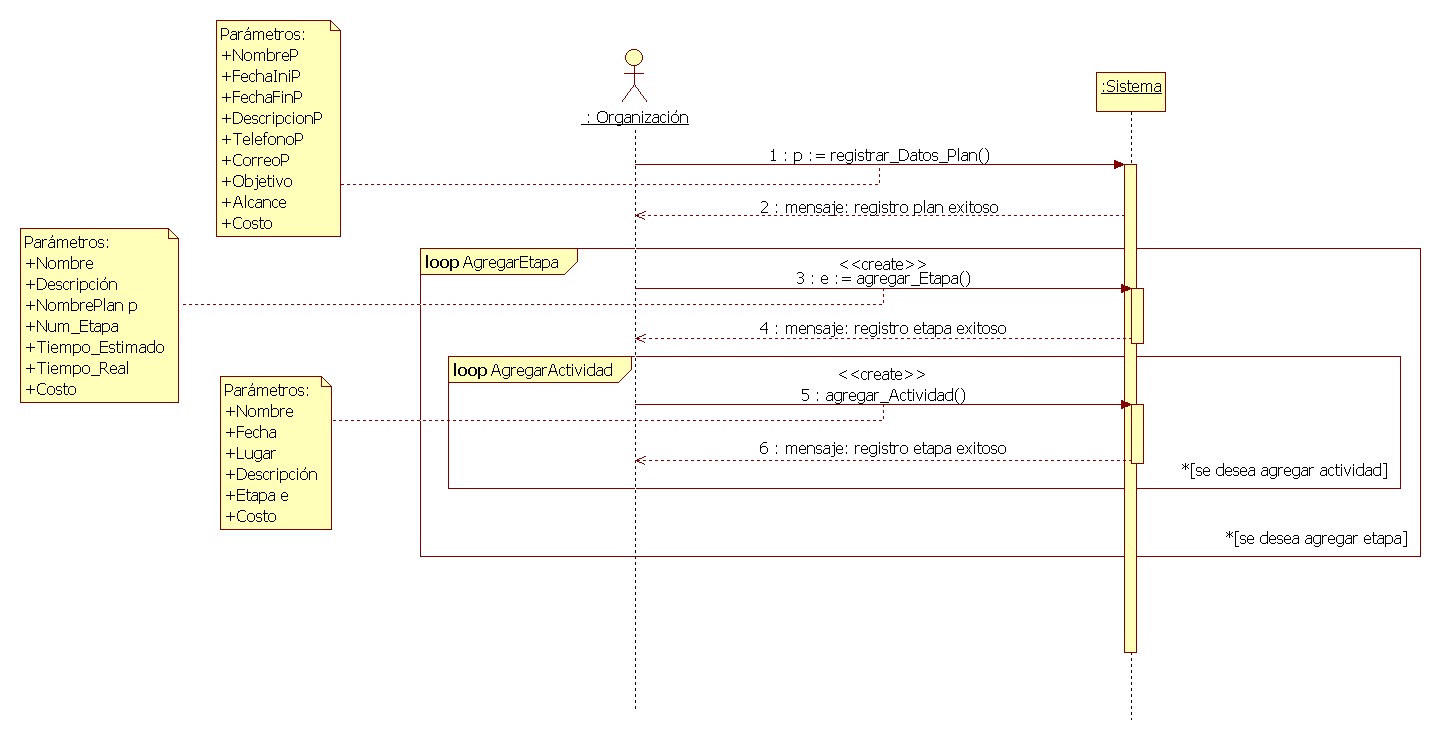 Parámetros:
+NombreP
+FechaIniP
+FechaFinP
+DescripcionP
+TelefonoP
+CorreoP
+Objetivo
+Alcance
+Costo
: Organización
:Sistema
1 : p := registrar_Datos_Plan()
2 : mensaje: registro plan exitoso
Parámetros:
+Nombre
+Descripción
+NombrePlan p
+Num_Etapa
+Tiempo_Estimado
+Tiempo_Real
+Costo
loop AgregarEtapa
<<create>>
3 : e := agregar_Etapa()
4 : mensaje: registro etapa exitoso
loop AgregarActividad
<<create>>
5 : agregar_Actividad()
Parámetros:
+Nombre
+Fecha
+Lugar
+Descripción
+Etapa e
+Costo
6 : mensaje: registro etapa exitoso
*[se desea agregar actividad]
*[se desea agregar etapa]